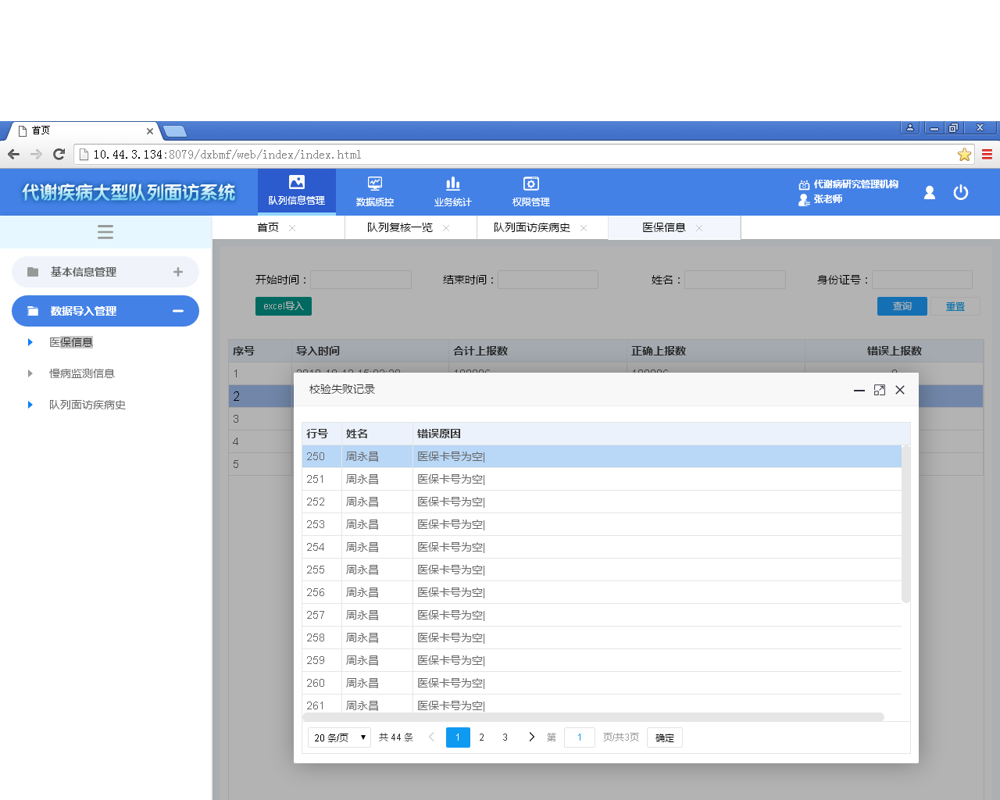 首页
10.44.3.134:8079/dxbmf/web/index/index.html
代谢疾病大型队列面访系统
队列信息管理 数据质控 业务统计 权限管理
代谢病研究管理机构
张老师
首页 队列复核一览 队列面访疾病史 医保信息
基本信息管理
数据导入管理
医保信息
慢病监测信息
队列面访疾病史
开始时间： 结束时间： 姓名： 身份证号：
excel导入 查询 重置
序号 导入时间 合计上报数 正确上报数 错误上报数
1
2
3
4
5
校验失败记录
行号 姓名 错误原因
250 周永昌 医保卡号为空|
251 周永昌 医保卡号为空|
252 周永昌 医保卡号为空|
253 周永昌 医保卡号为空|
254 周永昌 医保卡号为空|
255 周永昌 医保卡号为空|
256 周永昌 医保卡号为空|
257 周永昌 医保卡号为空|
258 周永昌 医保卡号为空|
259 周永昌 医保卡号为空|
260 周永昌 医保卡号为空|
261 周永昌 医保卡号为空|
20 条/页 共 44 条 1 2 3 第 1 页/共3页 确定